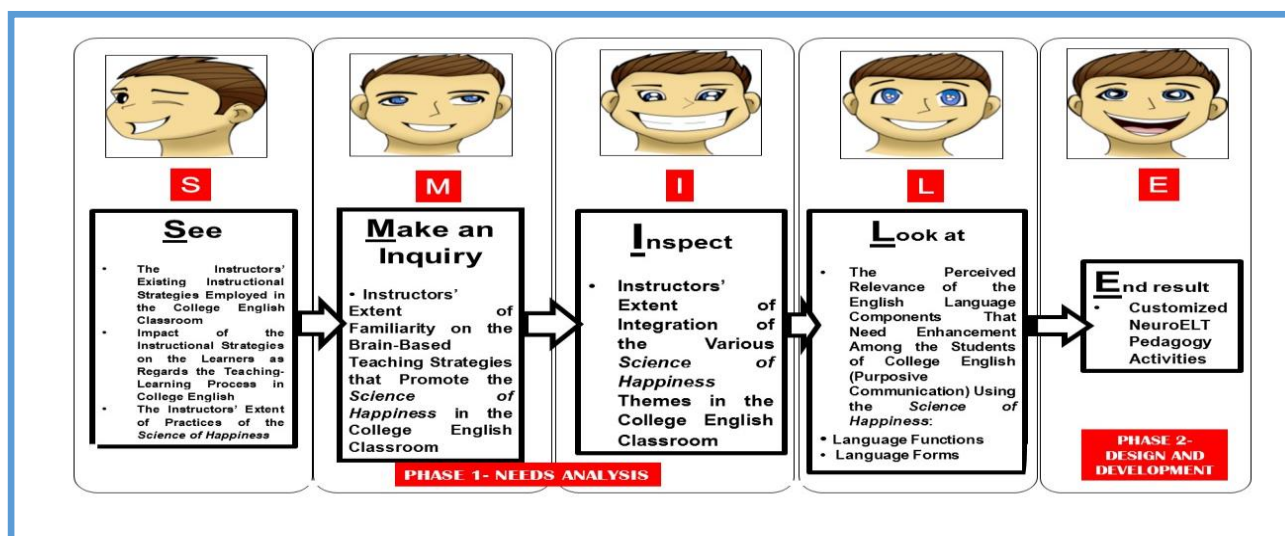 S
See
• The Instructors'
Existing Instructional
Strategies Employed in
the College English
Classroom
• Impact of the
Instructional Strategies
on the Learners as
Regards the Teaching-
Learning Process in
College English
• The Instructors' Extent
of Practices of the
Science of Happiness
M
Make an
Inquiry
• Instructors'
Extent of
Familiarity on the
Brain-Based
Teaching Strategies
that Promote the
Science of
Happiness in the
College English
Classroom
I
Inspect
• Instructors'
Extent of
Integration of
the Various
Science of
Happiness
Themes in the
College English
Classroom
L
Look at
• The Perceived
Relevance of the
English Language
Components That
Need Enhancement
Among the Students
of College English
(Purposive
Communication) Using
the Science of
Happiness:
• Language Functions
• Language Forms
E
End result
• Customized
NeuroELT
Pedagogy
Activities
PHASE 1- NEEDS ANALYSIS
PHASE 2-
DESIGN AND
DEVELOPMENT